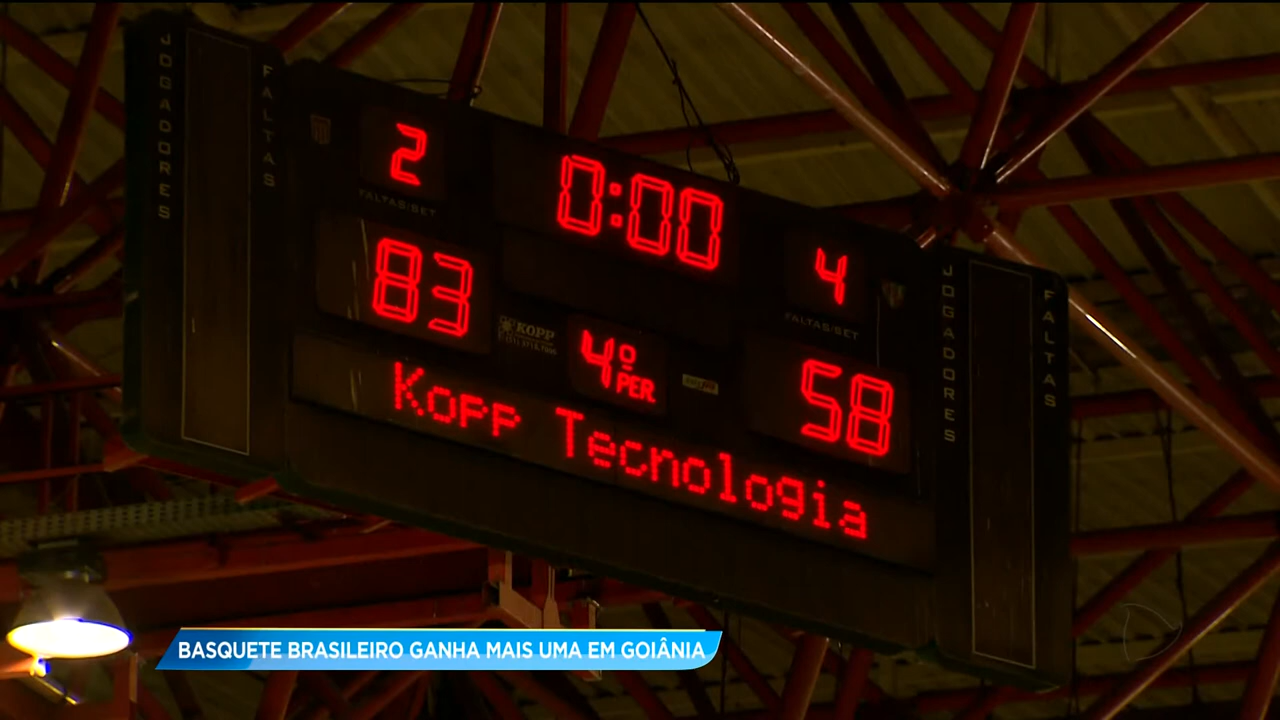 JOGADORES
FALTAS
2
FALTAS/SET
0:00
4
FALTAS/SET
JOGADORES
FALTAS
83
KOPP
4º PER
58
Kopp Tecnologia
BASQUETE BRASILEIRO GANHA MAIS UMA EM GOIÂNIA